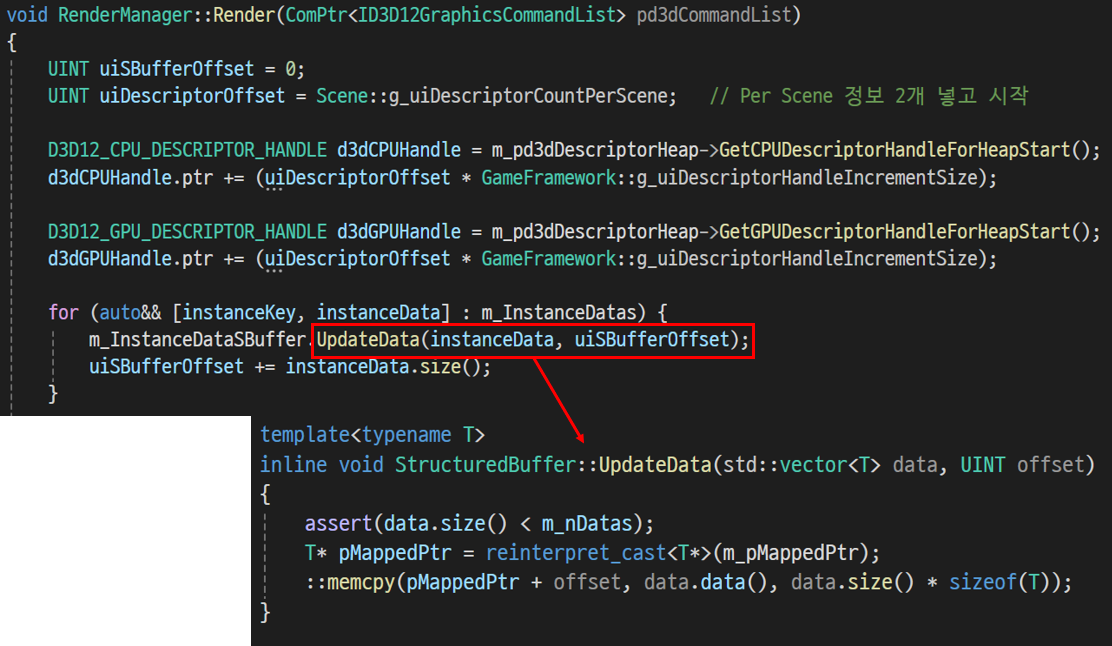 void RenderManager::Render(ComPtr<ID3D12GraphicsCommandList> pd3dCommandList)
{
UINT uiSBufferOffset = 0;
UINT uiDescriptorOffset = Scene::g_uiDescriptorCountPerScene;   // Per Scene 정보 2개 넣고 시작
D3D12_CPU_DESCRIPTOR_HANDLE d3dCPUHandle = m_pd3dDescriptorHeap->GetCPUDescriptorHandleForHeapStart();
d3dCPUHandle.ptr += (uiDescriptorOffset * GameFramework::g_uiDescriptorHandleIncrementSize);
D3D12_GPU_DESCRIPTOR_HANDLE d3dGPUHandle = m_pd3dDescriptorHeap->GetGPUDescriptorHandleForHeapStart();
d3dGPUHandle.ptr += (uiDescriptorOffset * GameFramework::g_uiDescriptorHandleIncrementSize);
for (auto&& [instanceKey, instanceData] : m_InstanceDatas) {
m_InstanceDataSBuffer.UpdateData(instanceData, uiSBufferOffset);
uiSBufferOffset += instanceData.size();
}
template<typename T>
inline void StructuredBuffer::UpdateData(std::vector<T> data, UINT offset)
{
assert(data.size() < m_nDatas);
T* pMappedPtr = reinterpret_cast<T*>(m_pMappedPtr);
::memcpy(pMappedPtr + offset, data.data(), data.size() * sizeof(T));
}